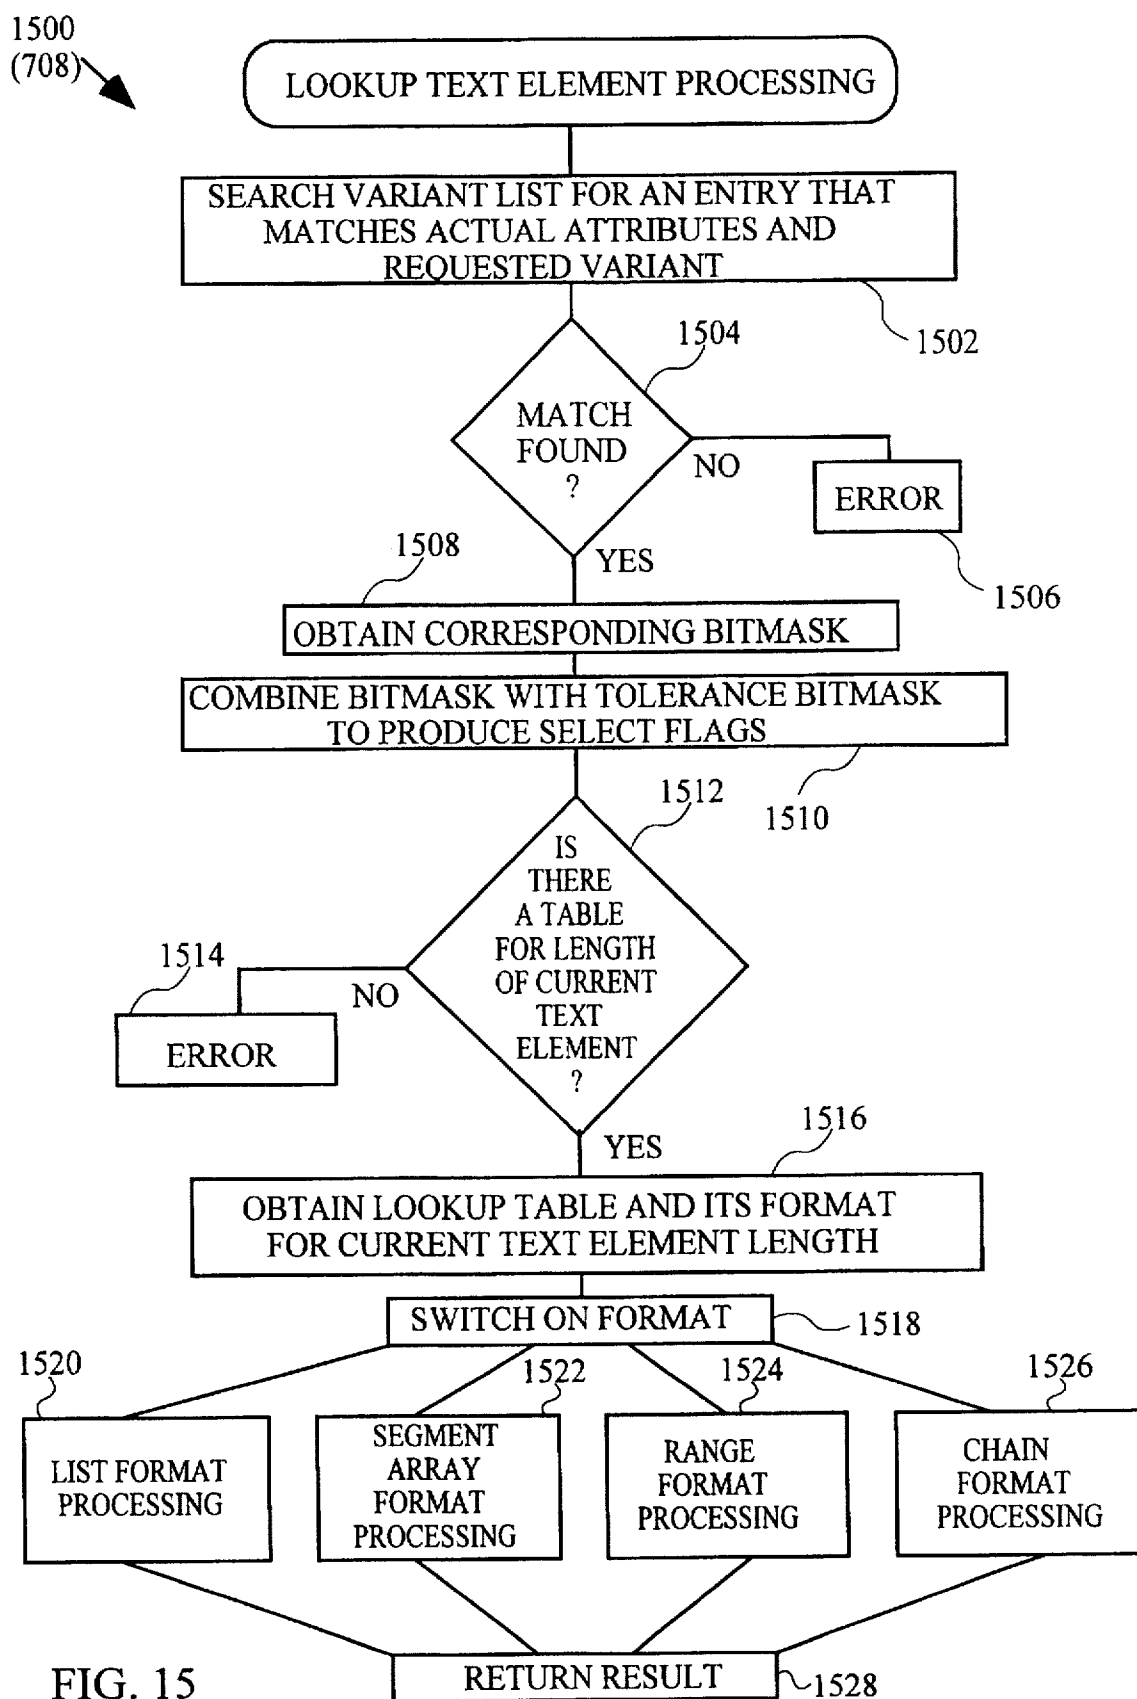 1500
(708)
LOOKUP TEXT ELEMENT PROCESSING
SEARCH VARIANT LIST FOR AN ENTRY THAT
MATCHES ACTUAL ATTRIBUTES AND
REQUESTED VARIANT
1502
1504
MATCH
FOUND
?
NO
ERROR
1506
YES
1508
OBTAIN CORRESPONDING BITMASK
COMBINE BITMASK WITH TOLERANCE BITMASK
TO PRODUCE SELECT FLAGS
1510
1512
IS
THERE
A TABLE
FOR LENGTH
OF CURRENT
TEXT
ELEMENT
?
NO
1514
ERROR
YES
1516
OBTAIN LOOKUP TABLE AND ITS FORMAT
FOR CURRENT TEXT ELEMENT LENGTH
SWITCH ON FORMAT
1518
1520
LIST FORMAT
PROCESSING
1522
SEGMENT
ARRAY
FORMAT
PROCESSING
1524
RANGE
FORMAT
PROCESSING
1526
CHAIN
FORMAT
PROCESSING
RETURN RESULT
1528
FIG. 15